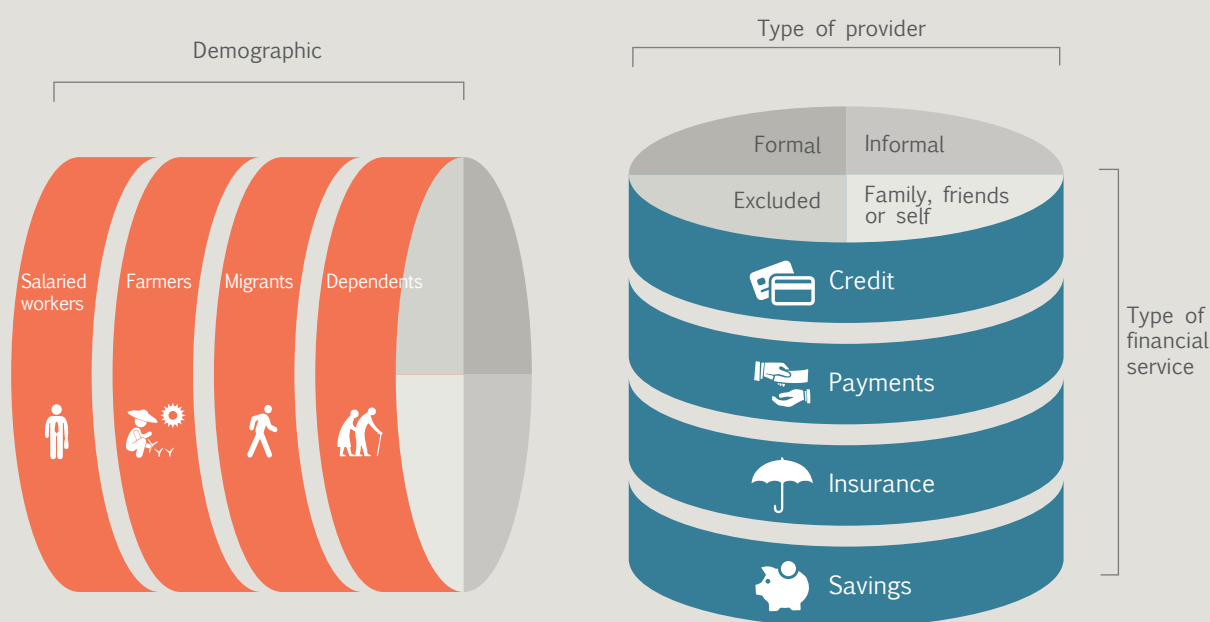 Demographic
Salaried
workers
Farmers
Migrants
Dependents
Type of provider
Formal
Informal
Excluded
Family, friends
or self
Credit
Payments
Insurance
Savings
Type of
financial
service